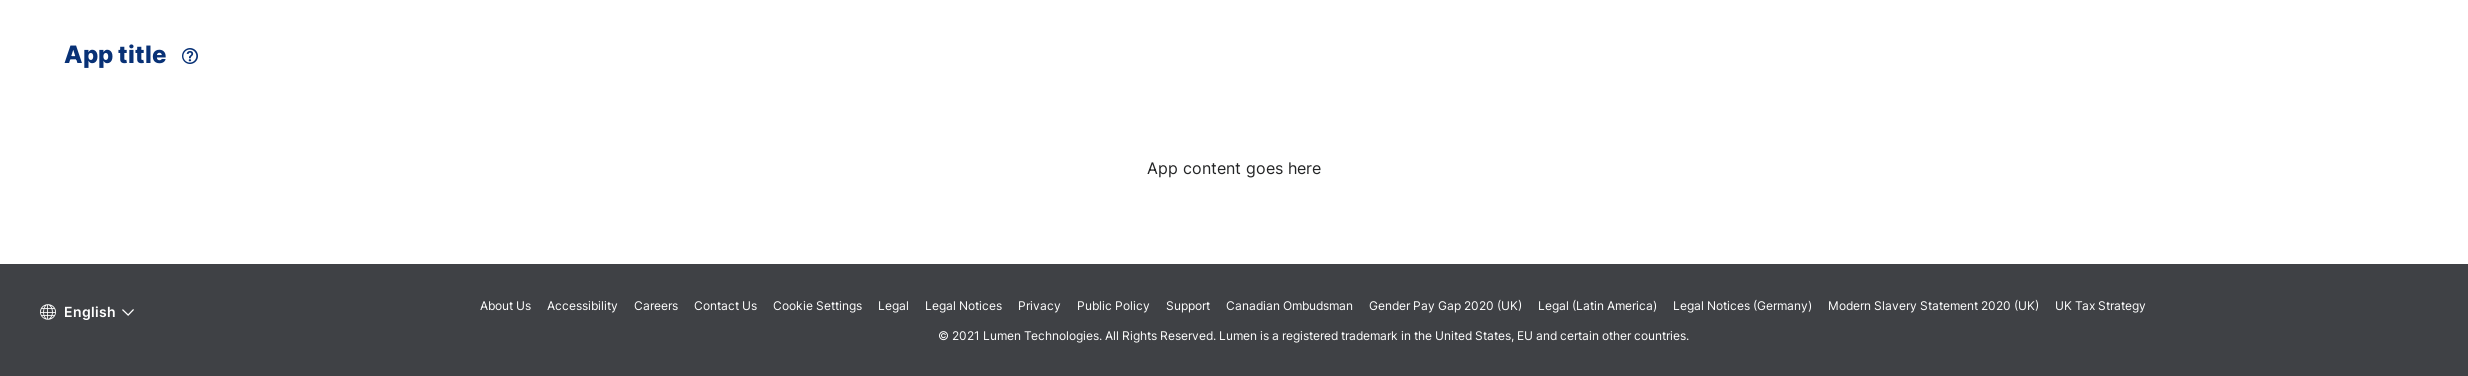 App title
App content goes here
English
About Us Accessibility Careers Contact Us Cookie Settings Legal Legal Notices Privacy Public Policy Support Canadian Ombudsman Gender Pay Gap 2020 (UK) Legal (Latin America) Legal Notices (Germany) Modern Slavery Statement 2020 (UK) UK Tax Strategy
© 2021 Lumen Technologies. All Rights Reserved. Lumen is a registered trademark in the United States, EU and certain other countries.